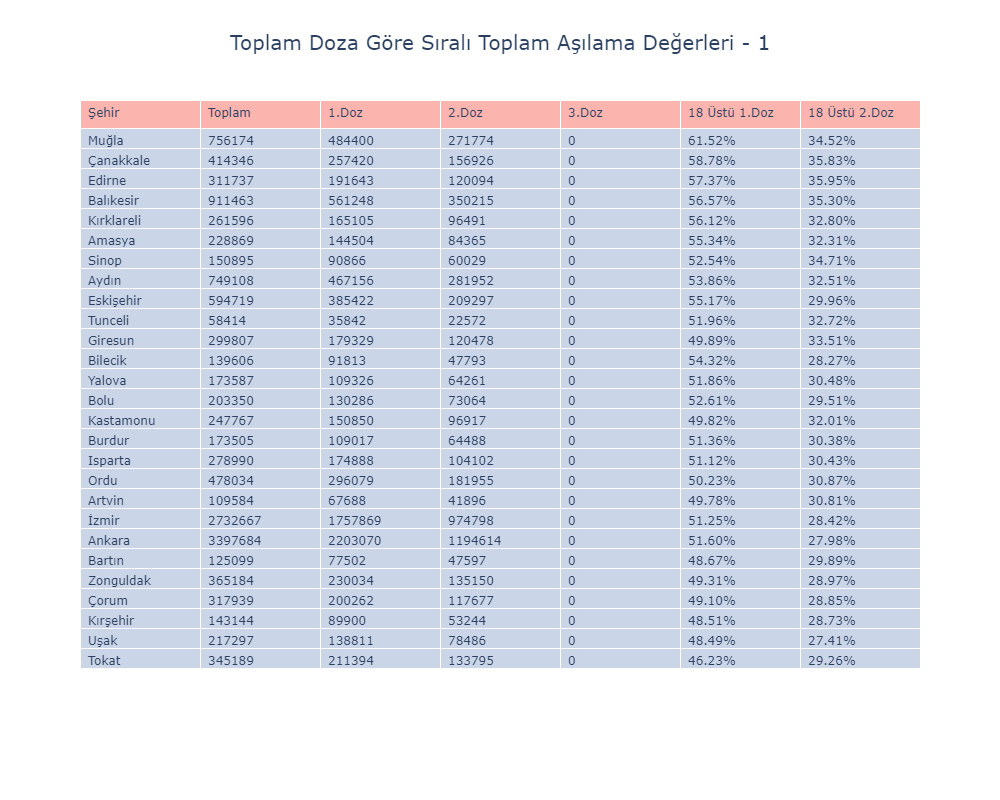 Toplam Doza Göre Sıralı Toplam Aşılama Değerleri - 1
Şehir Toplam 1.Doz 2.Doz 3.Doz 18 Üstü 1.Doz 18 Üstü 2.Doz
Muğla 756174 484400 271774 0 61.52% 34.52%
Çanakkale 414346 257420 156926 0 58.78% 35.83%
Edirne 311737 191643 120094 0 57.37% 35.95%
Balıkesir 911463 561248 350215 0 56.57% 35.30%
Kırklareli 261596 165105 96491 0 56.12% 32.80%
Amasya 228869 144504 84365 0 55.34% 32.31%
Sinop 150895 90866 60029 0 52.54% 34.71%
Aydın 749108 467156 281952 0 53.86% 32.51%
Eskişehir 594719 385422 209297 0 55.17% 29.96%
Tunceli 58414 35842 22572 0 51.96% 32.72%
Giresun 299807 179329 120478 0 49.89% 33.51%
Bilecik 139606 91813 47793 0 54.32% 28.27%
Yalova 173587 109326 64261 0 51.86% 30.48%
Bolu 203350 130286 73064 0 52.61% 29.51%
Kastamonu 247767 150850 96917 0 49.82% 32.01%
Burdur 173505 109017 64488 0 51.36% 30.38%
Isparta 278990 174888 104102 0 51.12% 30.43%
Ordu 478034 296079 181955 0 50.23% 30.87%
Artvin 109584 67688 41896 0 49.78% 30.81%
İzmir 2732667 1757869 974798 0 51.25% 28.42%
Ankara 3397684 2203070 1194614 0 51.60% 27.98%
Bartın 125099 77502 47597 0 48.67% 29.89%
Zonguldak 365184 230034 135150 0 49.31% 28.97%
Çorum 317939 200262 117677 0 49.10% 28.85%
Kırşehir 143144 89900 53244 0 48.51% 28.73%
Uşak 217297 138811 78486 0 48.49% 27.41%
Tokat 345189 211394 133795 0 46.23% 29.26%